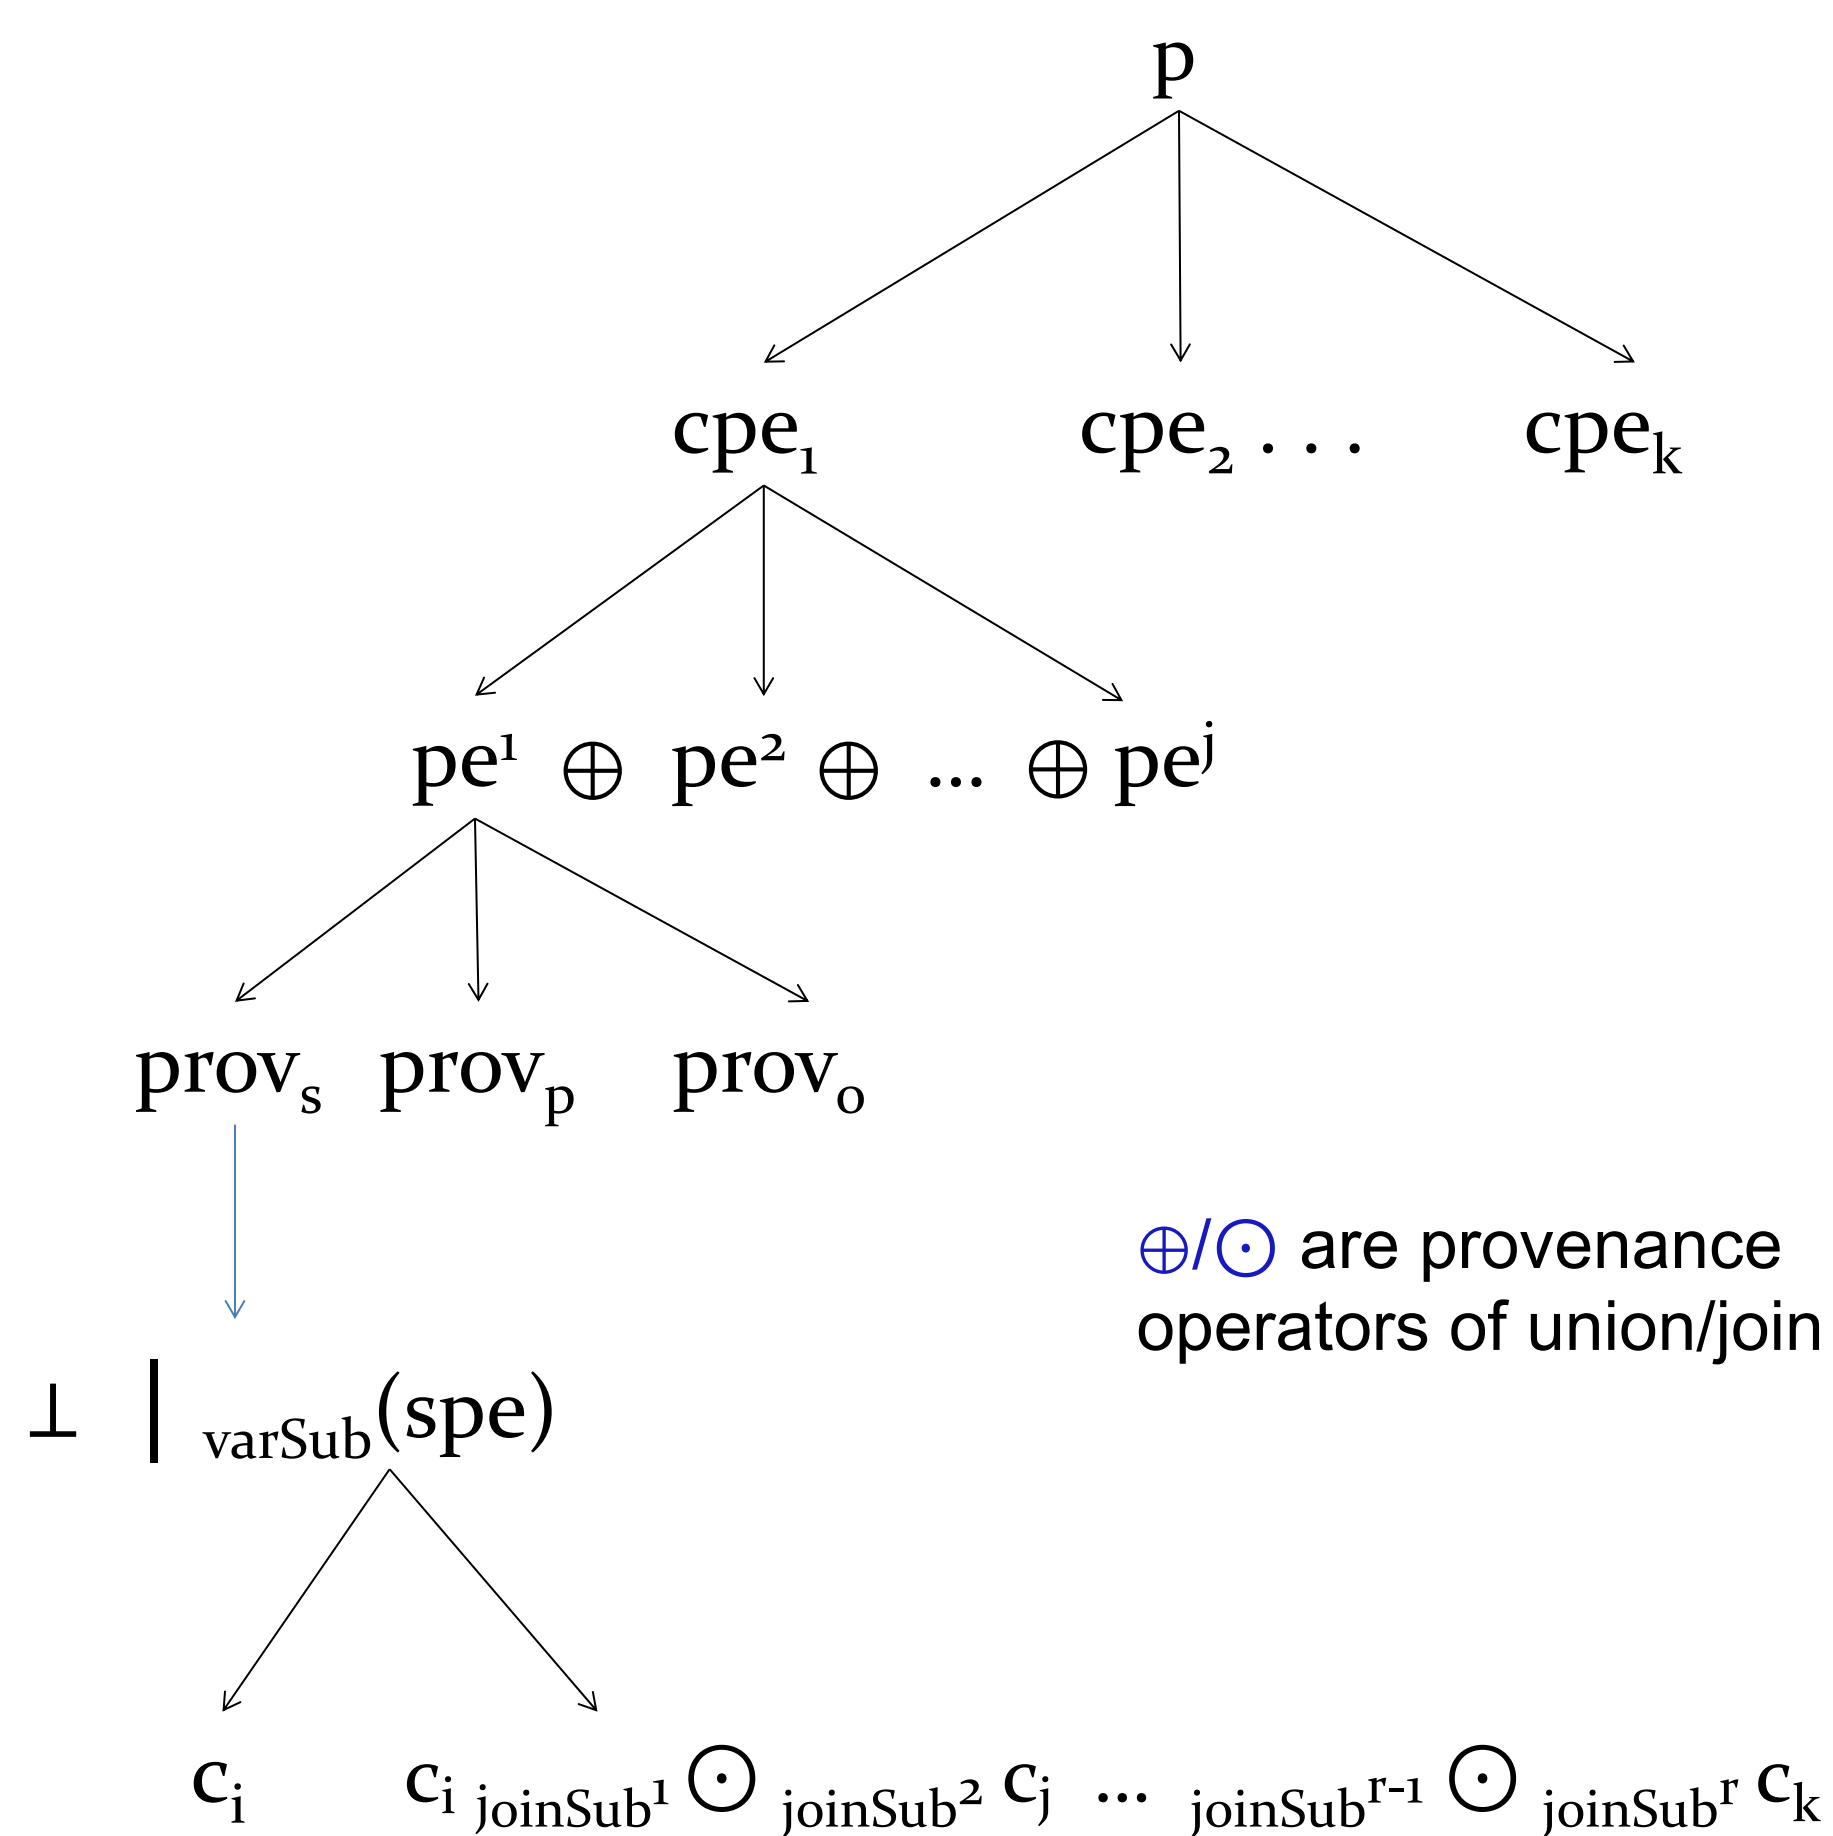 p
cpe₁ cpe₂ . . . cpeₖ
pe¹ ⊕ pe² ⊕ ... ⊕ peʲ
provₛ provₚ provₒ
⊕/⊙ are provenance
operators of union/join
⊥ | varSub(spe)
cᵢ cᵢ joinSub¹ ⊙ joinSub² cⱼ ... joinSubʳ⁻¹ ⊙ joinSubʳ cₖ